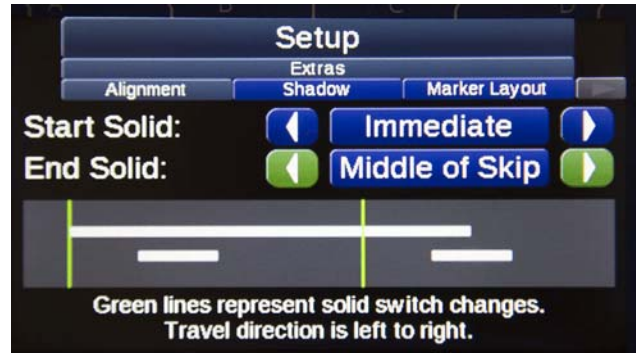 A B C D
Setup
Extras
Alignment Shadow Marker Layout
Start Solid: Immediate
End Solid: Middle of Skip
Green lines represent solid switch changes.
Travel direction is left to right.